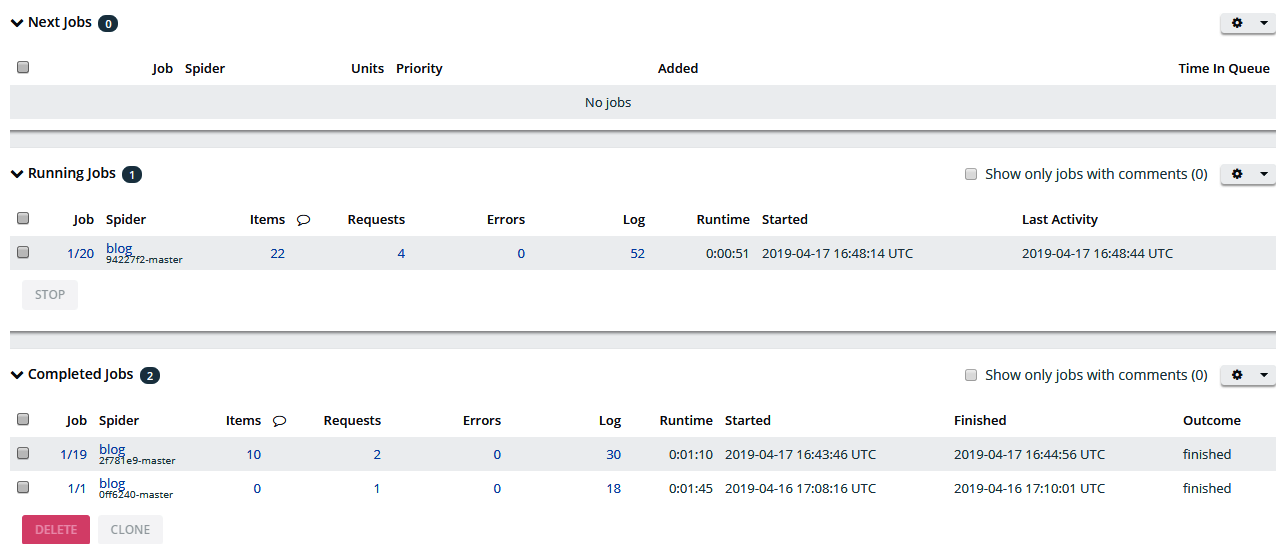 Next Jobs 0
Job Spider Units Priority Added Time In Queue
No jobs
Running Jobs 1 Show only jobs with comments (0)
Job Spider Items Requests Errors Log Runtime Started Last Activity
1/20 blog 22 4 0 52 0:00:51 2019-04-17 16:48:14 UTC 2019-04-17 16:48:44 UTC
94227f2-master
STOP
Completed Jobs 2 Show only jobs with comments (0)
Job Spider Items Requests Errors Log Runtime Started Finished Outcome
1/19 blog 10 2 0 30 0:01:10 2019-04-17 16:43:46 UTC 2019-04-17 16:44:56 UTC finished
2f781e9-master
1/1 blog 0 1 0 18 0:01:45 2019-04-16 17:08:16 UTC 2019-04-16 17:10:01 UTC finished
0ff6240-master
DELETE CLONE